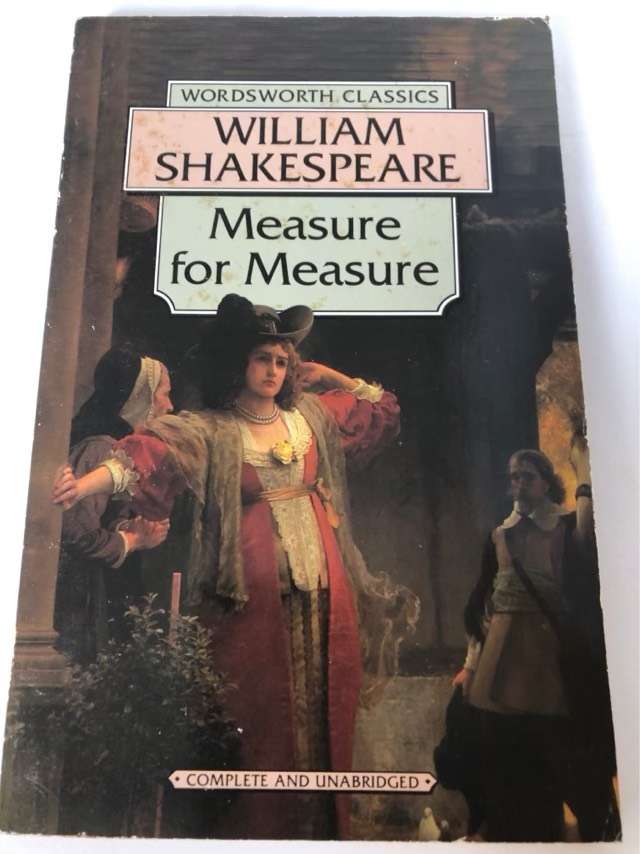 WORDSWORTH CLASSICS
WILLIAM
SHAKESPEARE
Measure
for Measure
• COMPLETE AND UNABRIDGED •